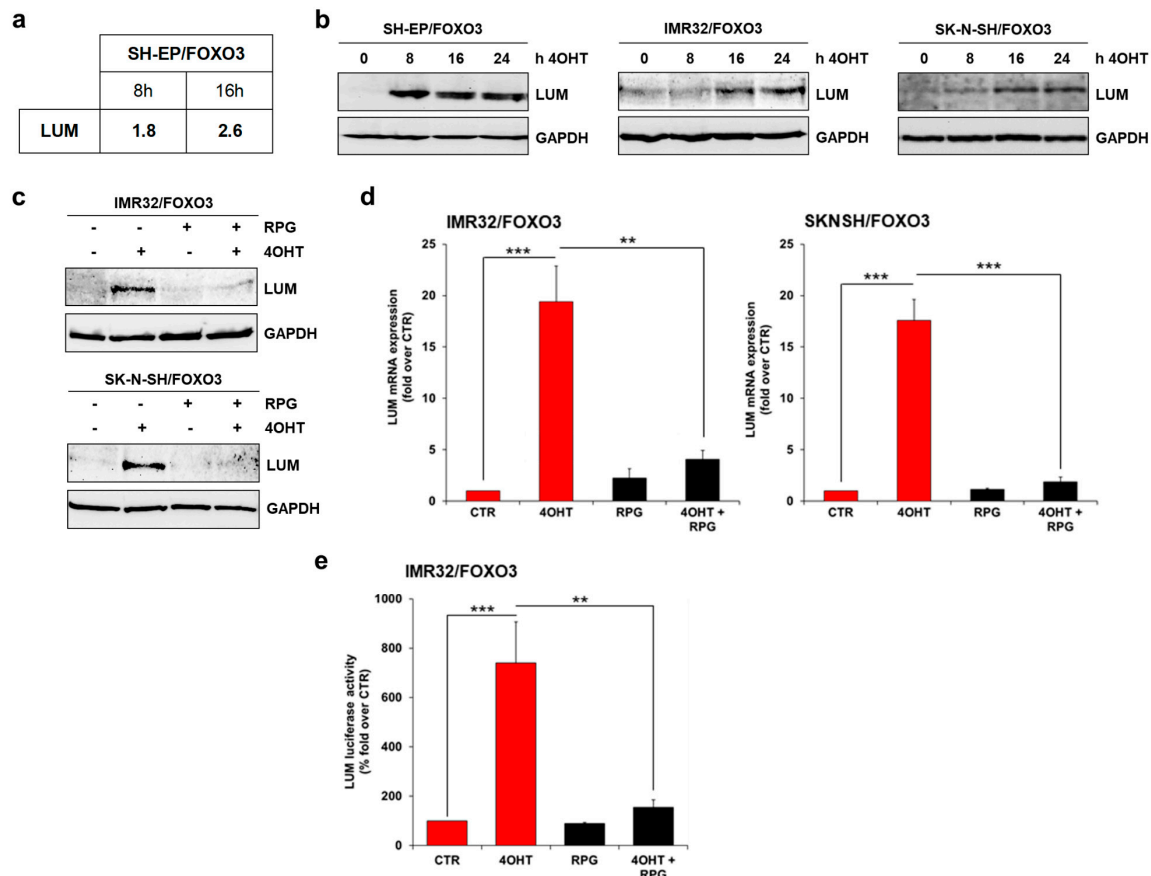 a
SH-EP/FOXO3
8h 16h
LUM 1.8 2.6
b
SH-EP/FOXO3 IMR32/FOXO3 SK-N-SH/FOXO3
0 8 16 24 h 4OHT 0 8 16 24 h 4OHT 0 8 16 24 h 4OHT
LUM LUM LUM
GAPDH GAPDH GAPDH
c
IMR32/FOXO3
- - + + RPG
- + - + 4OHT
LUM
GAPDH
SK-N-SH/FOXO3
- - + + RPG
- + - + 4OHT
LUM
GAPDH
d
IMR32/FOXO3
LUM mRNA expression
(fold over CTR)
25
20
15
10
5
0
*** **
CTR 4OHT RPG 4OHT +
RPG
SKNSH/FOXO3
LUM mRNA expression
(fold over CTR)
25
20
15
10
5
0
*** ***
CTR 4OHT RPG 4OHT +
RPG
e
IMR32/FOXO3
LUM luciferase activity
(% fold over CTR)
1000
800
600
400
200
0
*** **
CTR 4OHT RPG 4OHT +
RPG